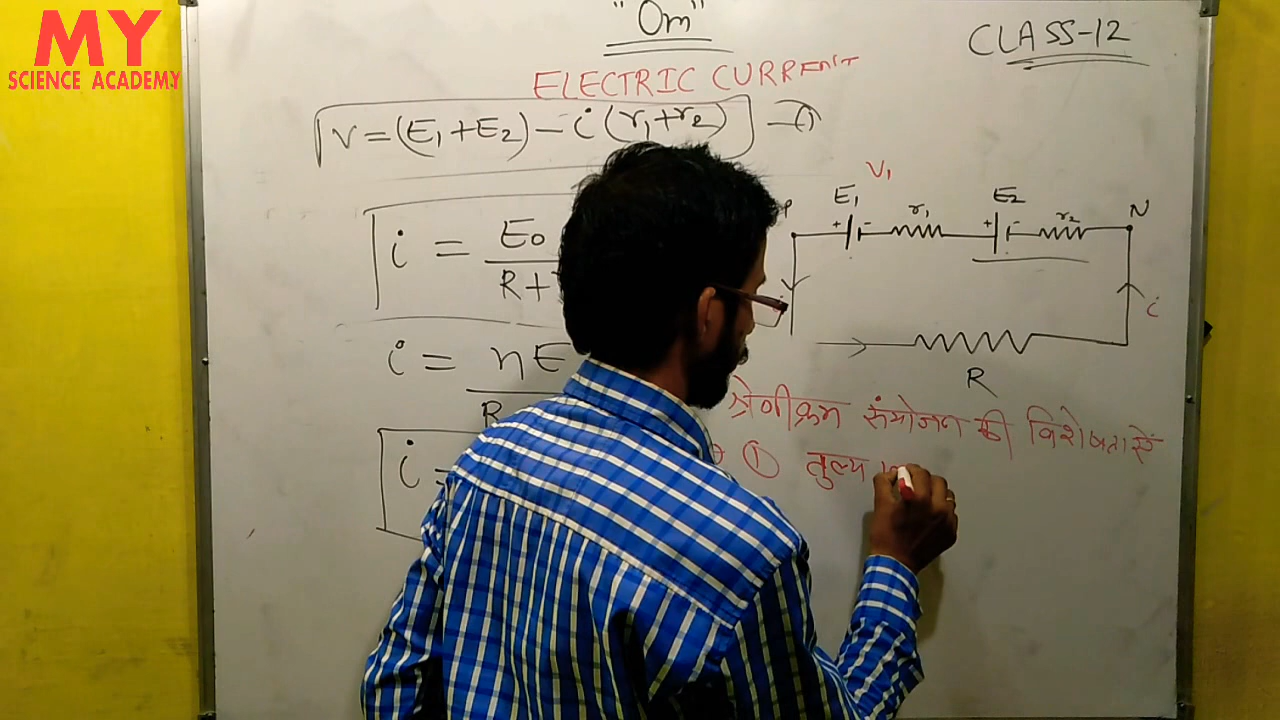 MY
SCIENCE ACADEMY
"Om"
CLASS-12
ELECTRIC CURRENT
V=(E₁+E₂)-i(r₁+r₂) -①
V₁
E₁
E₂
P
+ -
r₁
+ -
r₂
N
i = E₀
R+
i
i = nE
R
R
श्रेणीक्रम संयोजन की विशेषताएँ
① तुल्य
i =